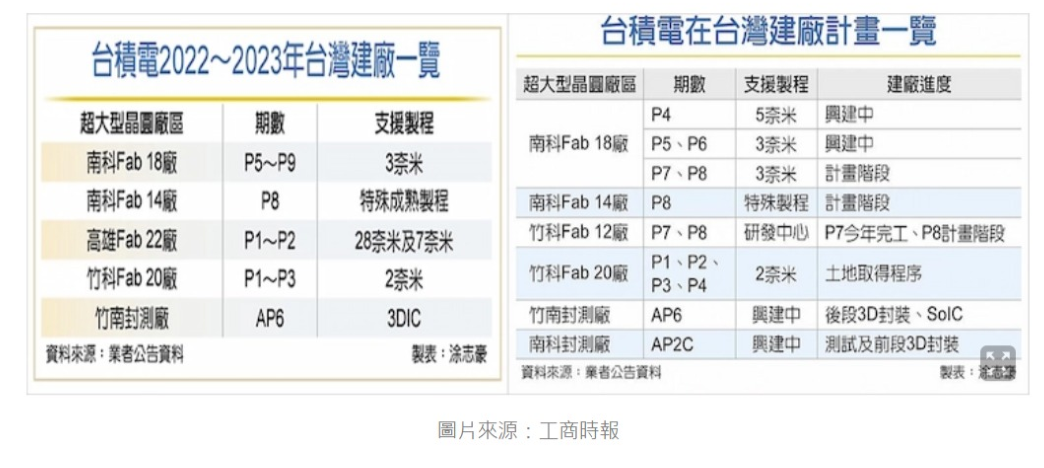 台積電2022～2023年台灣建廠一覽
超大型晶圓廠區 期數 支援製程
南科Fab 18廠 P5～P9 3奈米
南科Fab 14廠 P8 特殊成熟製程
高雄Fab 22廠 P1～P2 28奈米及7奈米
竹科Fab 20廠 P1～P3 2奈米
竹南封測廠 AP6 3DIC
資料來源：業者公告資料 製表：涂志豪
台積電在台灣建廠計畫一覽
超大型晶圓廠區 期數 支援製程 建廠進度
南科Fab 18廠 P4 5奈米 興建中
P5、P6 3奈米 興建中
P7、P8 3奈米 計畫階段
南科Fab 14廠 P8 特殊製程 計畫階段
竹科Fab 12廠 P7、P8 研發中心 P7今年完工、P8計畫階段
竹科Fab 20廠 P1、P2、 2奈米 土地取得程序
P3、P4
竹南封測廠 AP6 興建中 後段3D封裝、SoIC
南科封測廠 AP2C 興建中 測試及前段3D封裝
資料來源：業者公告資料 製表：涂志豪
圖片來源：工商時報